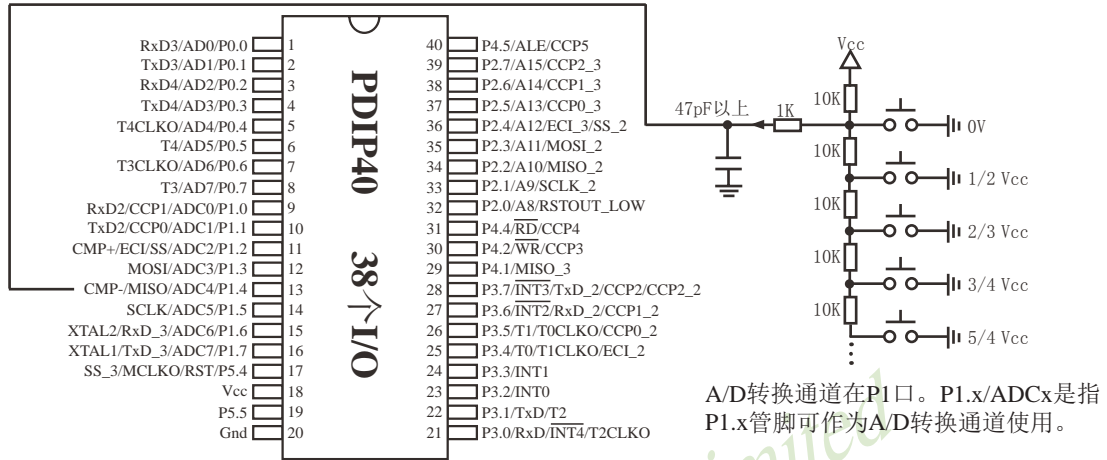 RxD3/AD0/P0.0 1
TxD3/AD1/P0.1 2
RxD4/AD2/P0.2 3
TxD4/AD3/P0.3 4
T4CLKO/AD4/P0.4 5
T4/AD5/P0.5 6
T3CLKO/AD6/P0.6 7
T3/AD7/P0.7 8
RxD2/CCP1/ADC0/P1.0 9
TxD2/CCP0/ADC1/P1.1 10
CMP+/ECI/SS/ADC2/P1.2 11
MOSI/ADC3/P1.3 12
CMP-/MISO/ADC4/P1.4 13
SCLK/ADC5/P1.5 14
XTAL2/RxD_3/ADC6/P1.6 15
XTAL1/TxD_3/ADC7/P1.7 16
SS_3/MCLKO/RST/P5.4 17
Vcc 18
P5.5 19
Gnd 20
PDIP40 38个I/O
40 P4.5/ALE/CCP5
39 P2.7/A15/CCP2_3
38 P2.6/A14/CCP1_3
37 P2.5/A13/CCP0_3
36 P2.4/A12/ECI_3/SS_2
35 P2.3/A11/MOSI_2
34 P2.2/A10/MISO_2
33 P2.1/A9/SCLK_2
32 P2.0/A8/RSTOUT_LOW
31 P4.4/RD/CCP4
30 P4.2/WR/CCP3
29 P4.1/MISO_3
28 P3.7/INT3/TxD_2/CCP2/CCP2_2
27 P3.6/INT2/RxD_2/CCP1_2
26 P3.5/T1/T0CLKO/CCP0_2
25 P3.4/T0/T1CLKO/ECI_2
24 P3.3/INT1
23 P3.2/INT0
22 P3.1/TxD/T2
21 P3.0/RxD/INT4/T2CLKO
Vcc
10K
47pF以上 1K
0V
10K
1/2 Vcc
10K
2/3 Vcc
10K
3/4 Vcc
10K
5/4 Vcc
A/D转换通道在P1口。P1.x/ADCx是指
P1.x管脚可作为A/D转换通道使用。